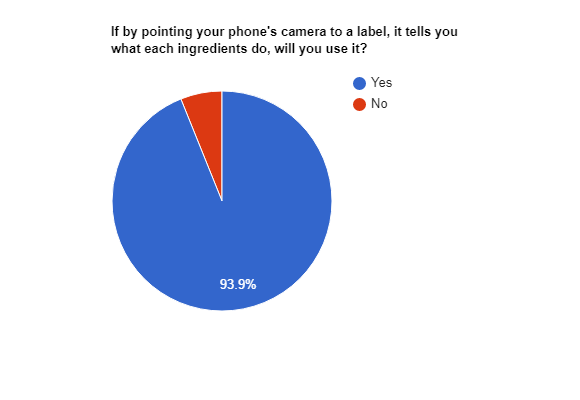 If by pointing your phone's camera to a label, it tells you
what each ingredients do, will you use it?
Yes
No
93.9%